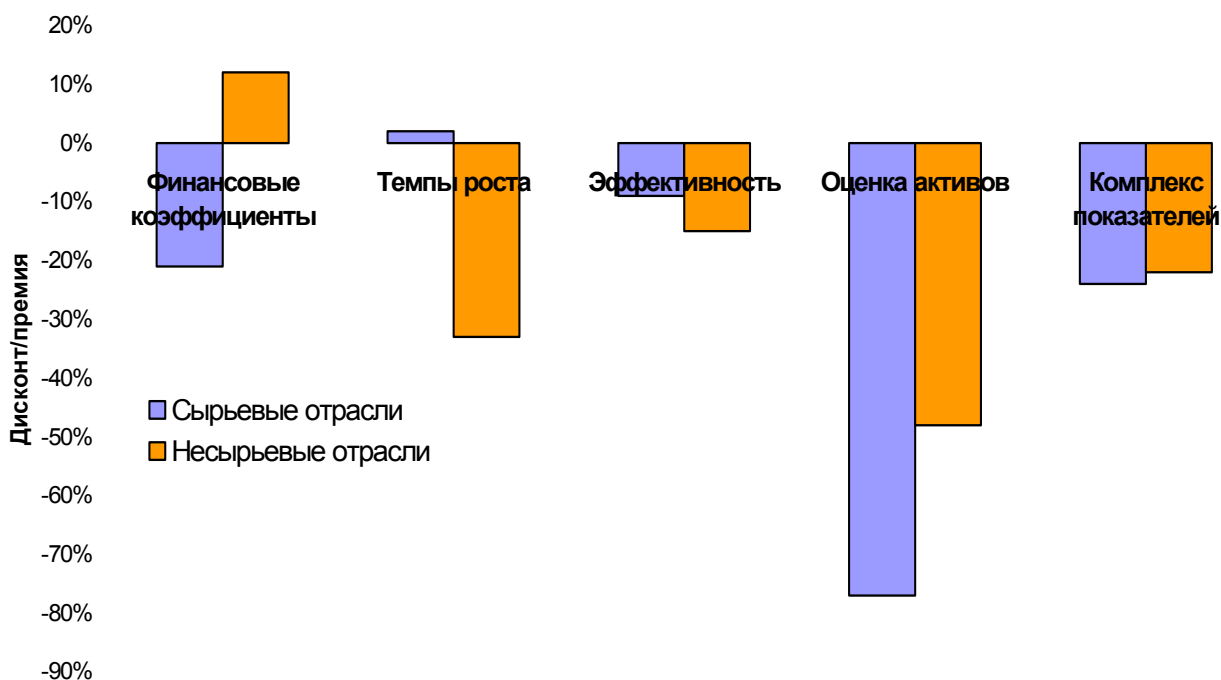 20%
10%
0%
-10%
-20%
-30%
-40%
-50%
-60%
-70%
-80%
-90%
Дисконт/премия
Финансовые
коэффициенты
Темпы роста
Эффективность
Оценка активов
Комплекс
показателей
Сырьевые отрасли
Несырьевые отрасли